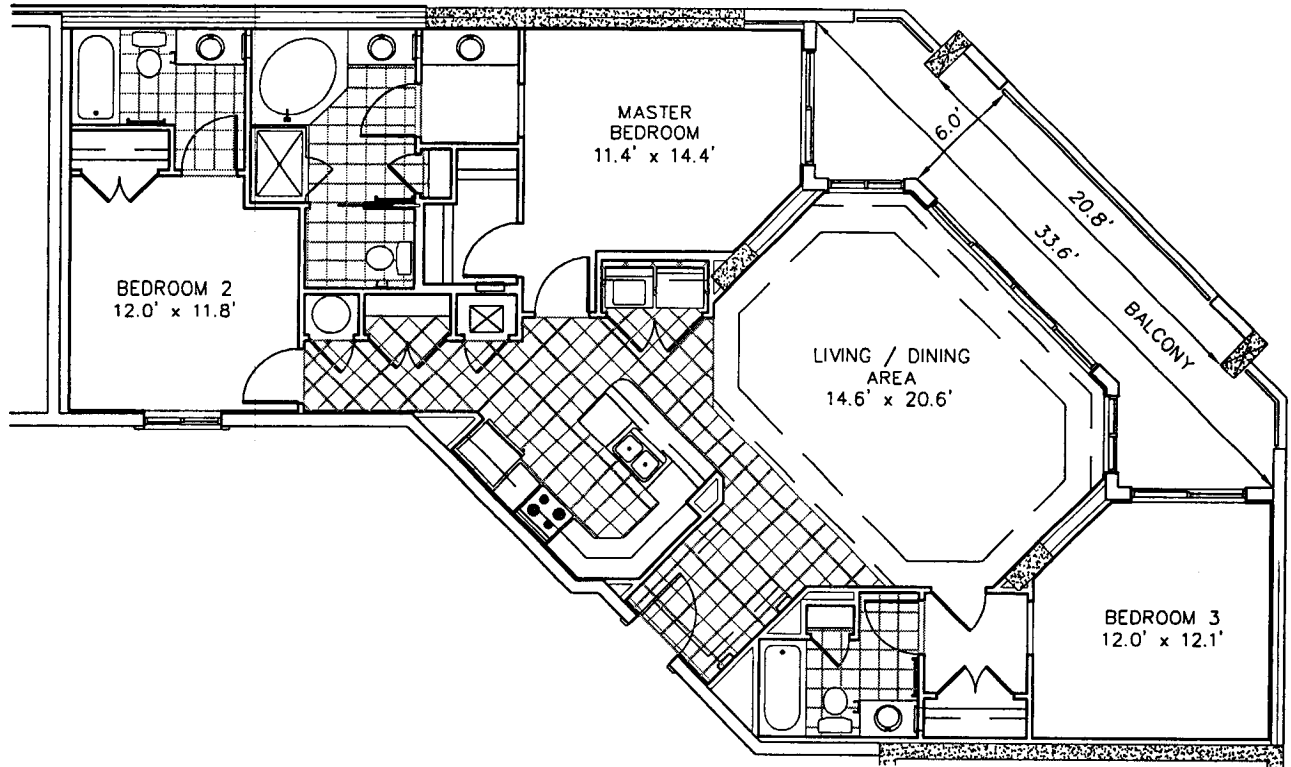 MASTER
BEDROOM
11.4' x 14.4'
6.0'
20.8'
33.6'
BALCONY
BEDROOM 2
12.0' x 11.8'
LIVING / DINING
AREA
14.6' x 20.6'
BEDROOM 3
12.0' x 12.1'